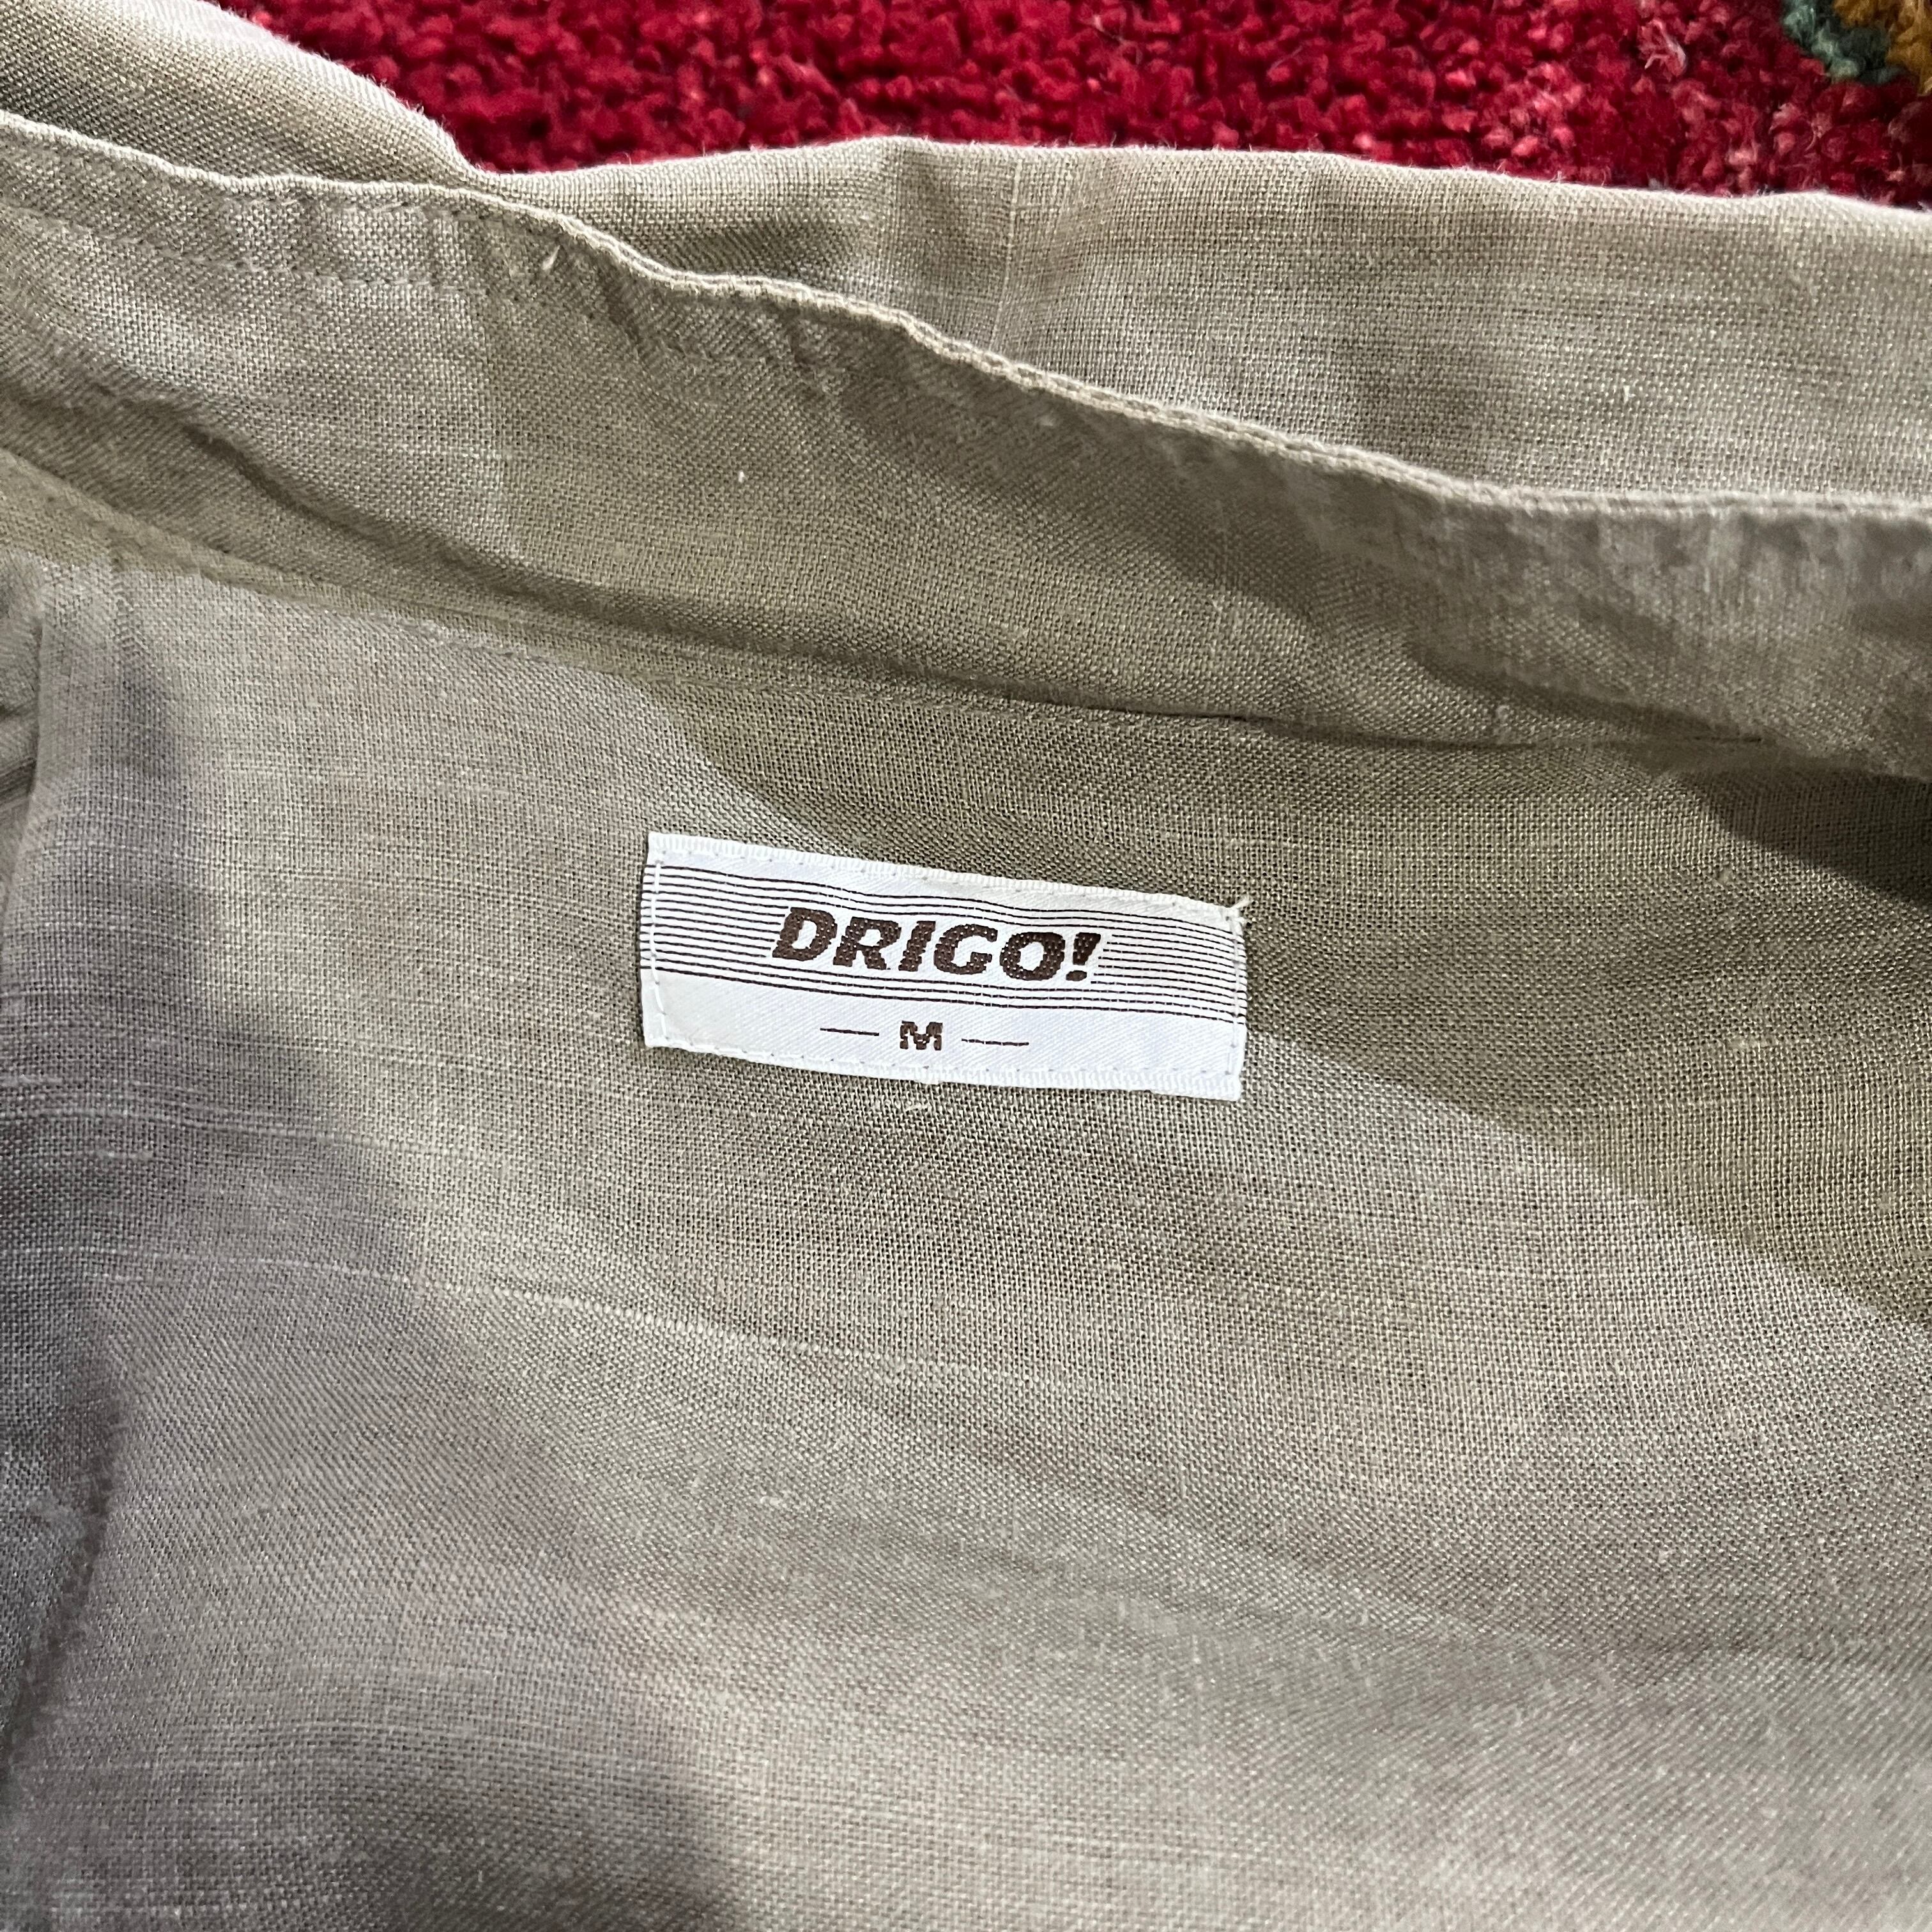 DRIGO!
— M —